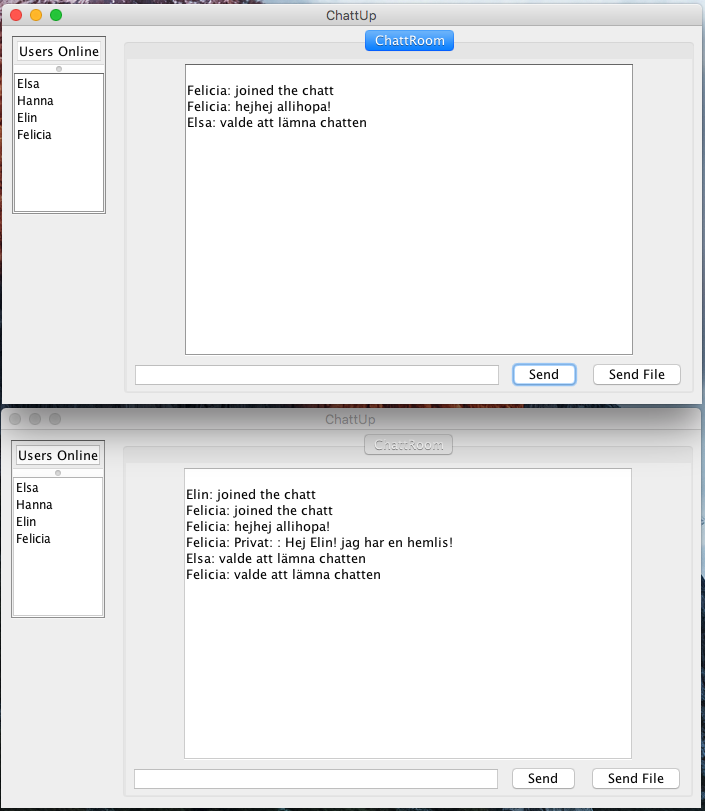 ChattUp
Users Online
Elsa
Hanna
Elin
Felicia
ChattRoom
Felicia: joined the chatt
Felicia: hejhej allihopa!
Elsa: valde att lämna chatten
Send
Send File
ChattUp
Users Online
Elsa
Hanna
Elin
Felicia
ChattRoom
Elin: joined the chatt
Felicia: joined the chatt
Felicia: hejhej allihopa!
Felicia: Privat: : Hej Elin! jag har en hemlis!
Elsa: valde att lämna chatten
Felicia: valde att lämna chatten
Send
Send File